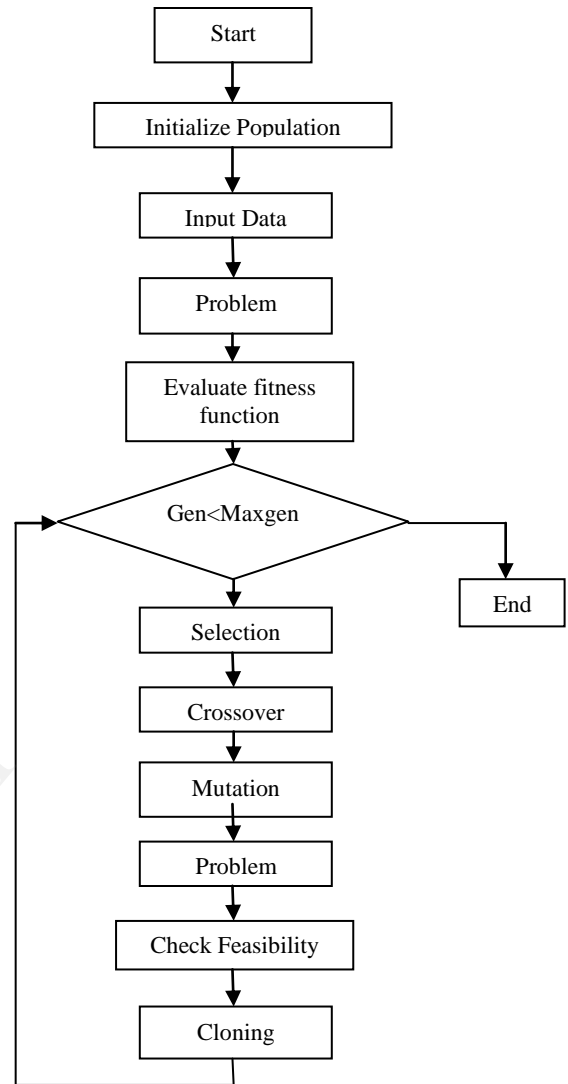 Start
Initialize Population
Input Data
Problem
Evaluate fitness
function
Gen<Maxgen
End
Selection
Crossover
Mutation
Problem
Check Feasibility
Cloning